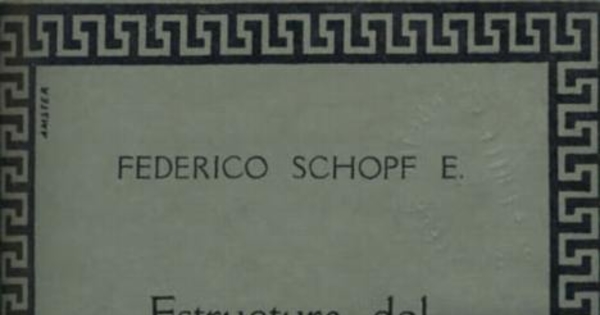 FEDERICO SCHOPF E.
Estructura del